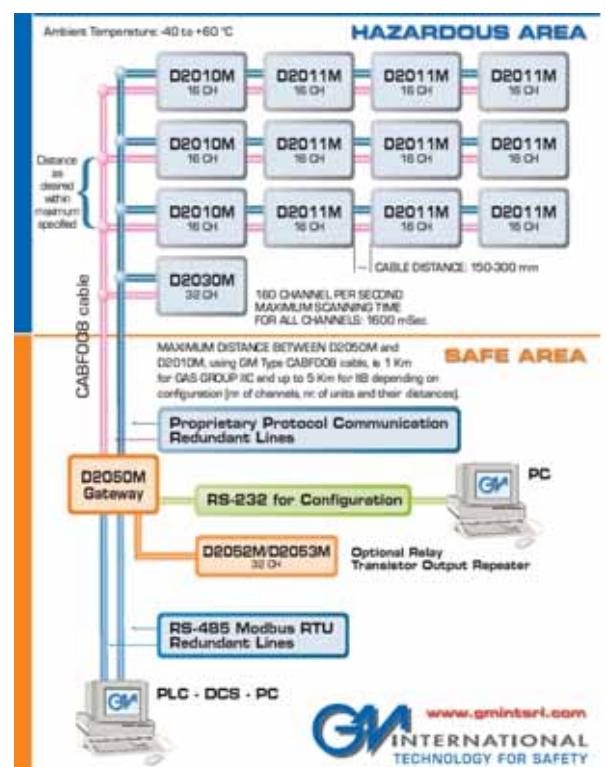 Ambient Temperature: -40 to +60 °C
HAZARDOUS AREA
D2010M
16 CH
D2011M
16 CH
D2011M
16 CH
D2011M
16 CH
D2010M
16 CH
D2011M
16 CH
D2011M
16 CH
D2011M
16 CH
Distance
as
desired
within
maximum
specified
D2010M
16 CH
D2011M
16 CH
D2011M
16 CH
D2011M
16 CH
CABLE DISTANCE: 150-300 mm
D2030M
32 CH
160 CHANNEL PER SECOND
MAXIMUM SCANNING TIME
FOR ALL CHANNELS: 1600 mSec.
CABF008 cable
MAXIMUM DISTANCE BETWEEN D2050M and
D2010M, using GM Type CABF008 cable, is 1 Km
for GAS GROUP IIC and up to 5 Km for IIB depending on
configuration (nr of channels, nr. of units and their distances).
SAFE AREA
Proprietary Protocol Communication
Redundant Lines
D2050M
Gateway
RS-232 for Configuration
GM
PC
D2052M/D2053M
32 CH
Optional Relay
Transistor Output Repeater
RS-485 Modbus RTU
Redundant Lines
GM
PLC - DCS - PC
www.gmintsrl.com
GM
INTERNATIONAL
TECHNOLOGY FOR SAFETY